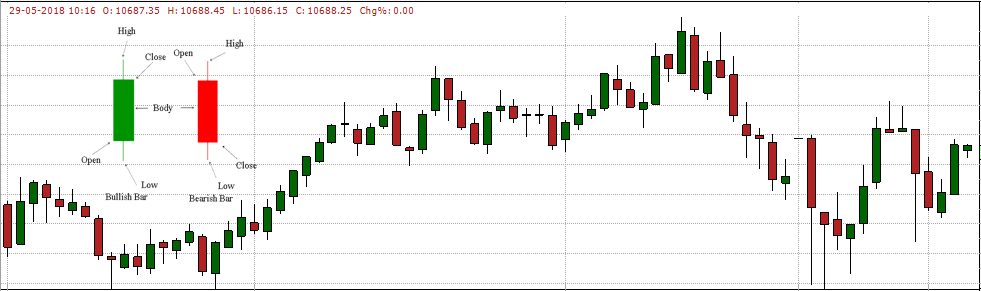 29-05-2018 10:16 O:10687.35 H:10688.45 L:10686.15 C:10688.25 Chg%:0.00
High
High
Close
Open
Body
Open
Close
Low
Low
Bullish Bar
Bearish Bar